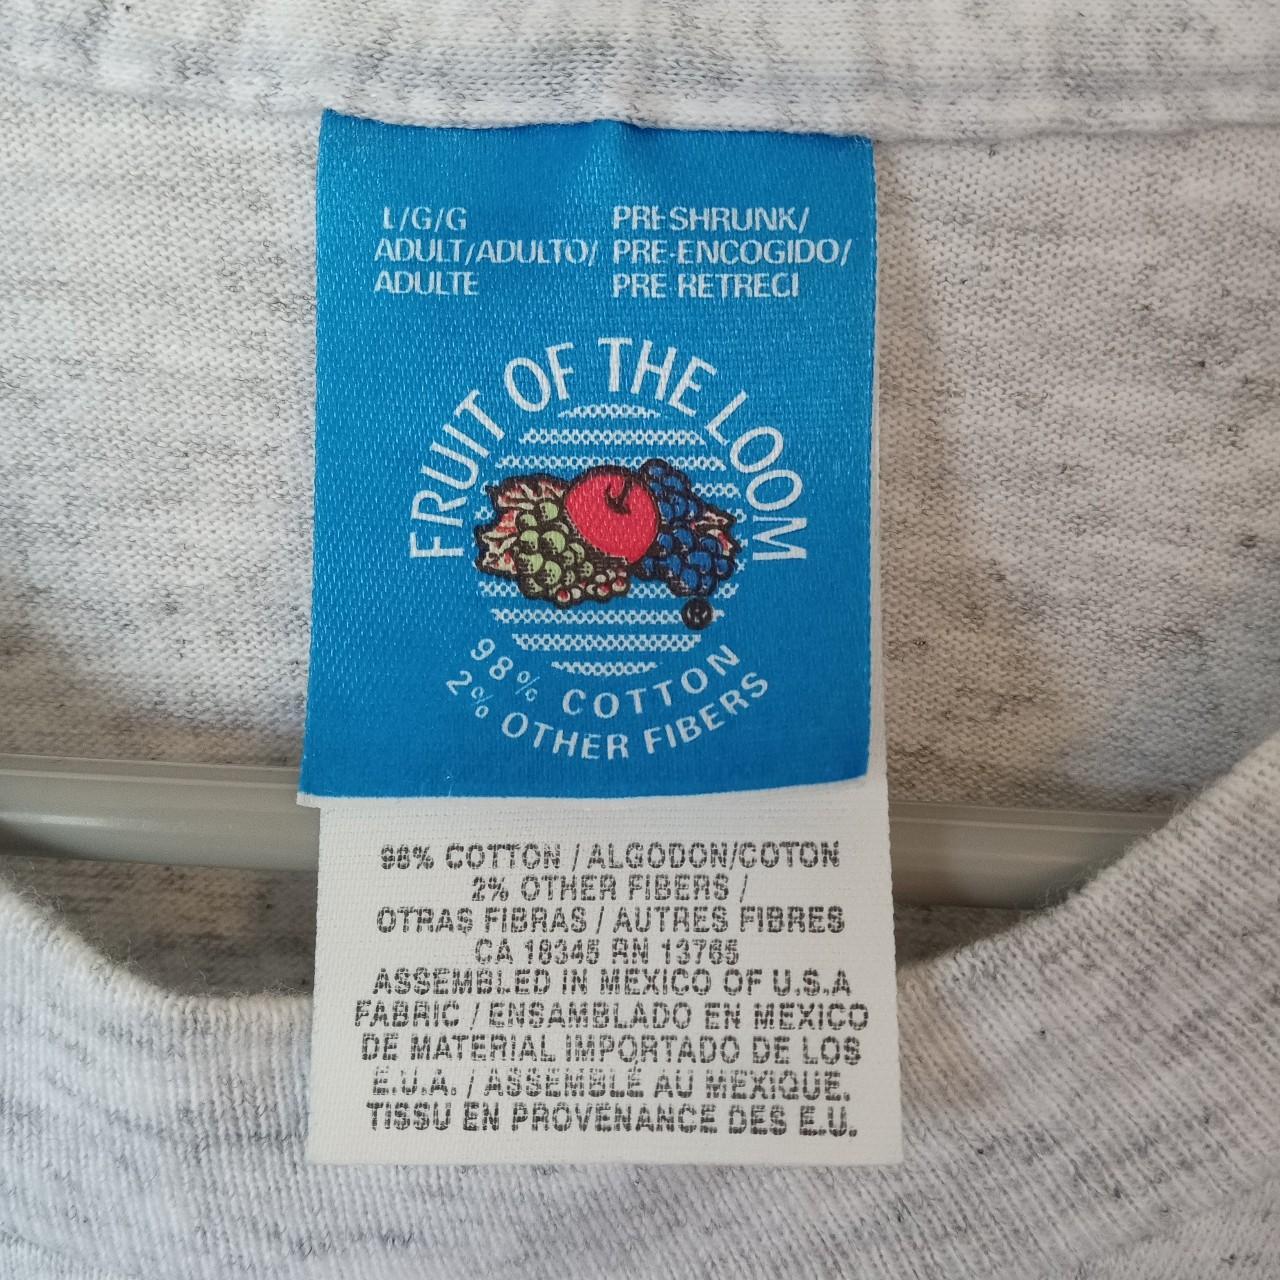 L/G/G
ADULT/ADULTO/
ADULTE
PRESHRUNK/
PRE-ENCOGIDO/
PRE RETRECI
FRUIT OF THE LOOM
®
98% COTTON
2% OTHER FIBERS
98% COTTON / ALGODON/COTON
2% OTHER FIBERS /
OTRAS FIBRAS / AUTRES FIBRES
CA 18345 RN 13765
ASSEMBLED IN MEXICO OF U.S.A
FABRIC / ENSAMBLADO EN MEXICO
DE MATERIAL IMPORTADO DE LOS
E.U.A. / ASSEMBLÉ AU MEXIQUE.
TISSU EN PROVENANCE DES E.U.